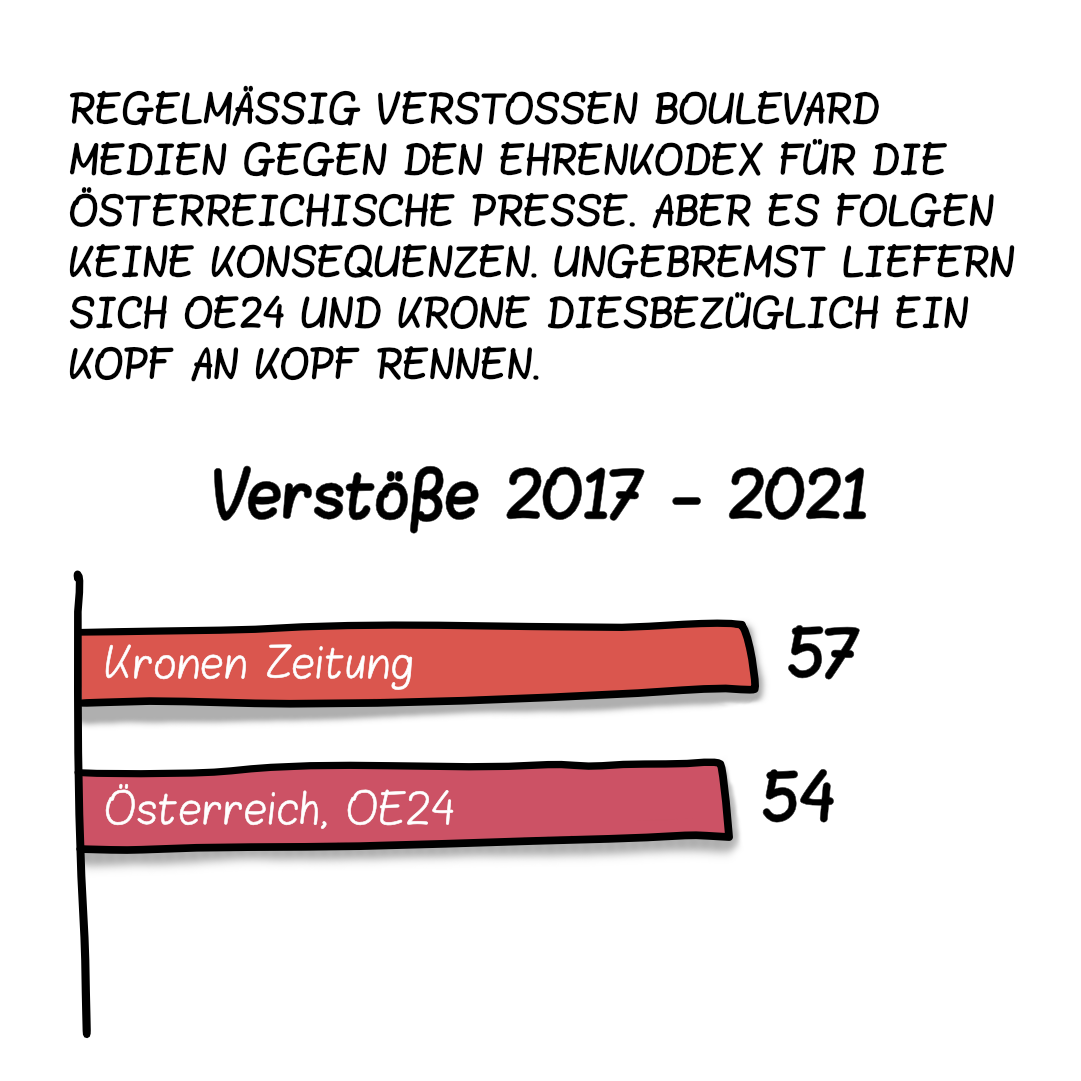 REGELMÄSSIG VERSTOSSEN BOULEVARD
MEDIEN GEGEN DEN EHRENKODEX FÜR DIE
ÖSTERREICHISCHE PRESSE. ABER ES FOLGEN
KEINE KONSEQUENZEN. UNGEBREMST LIEFERN
SICH OE24 UND KRONE DIESBEZÜGLICH EIN
KOPF AN KOPF RENNEN.
Verstöße 2017 - 2021
Kronen Zeitung 57
Österreich, OE24 54